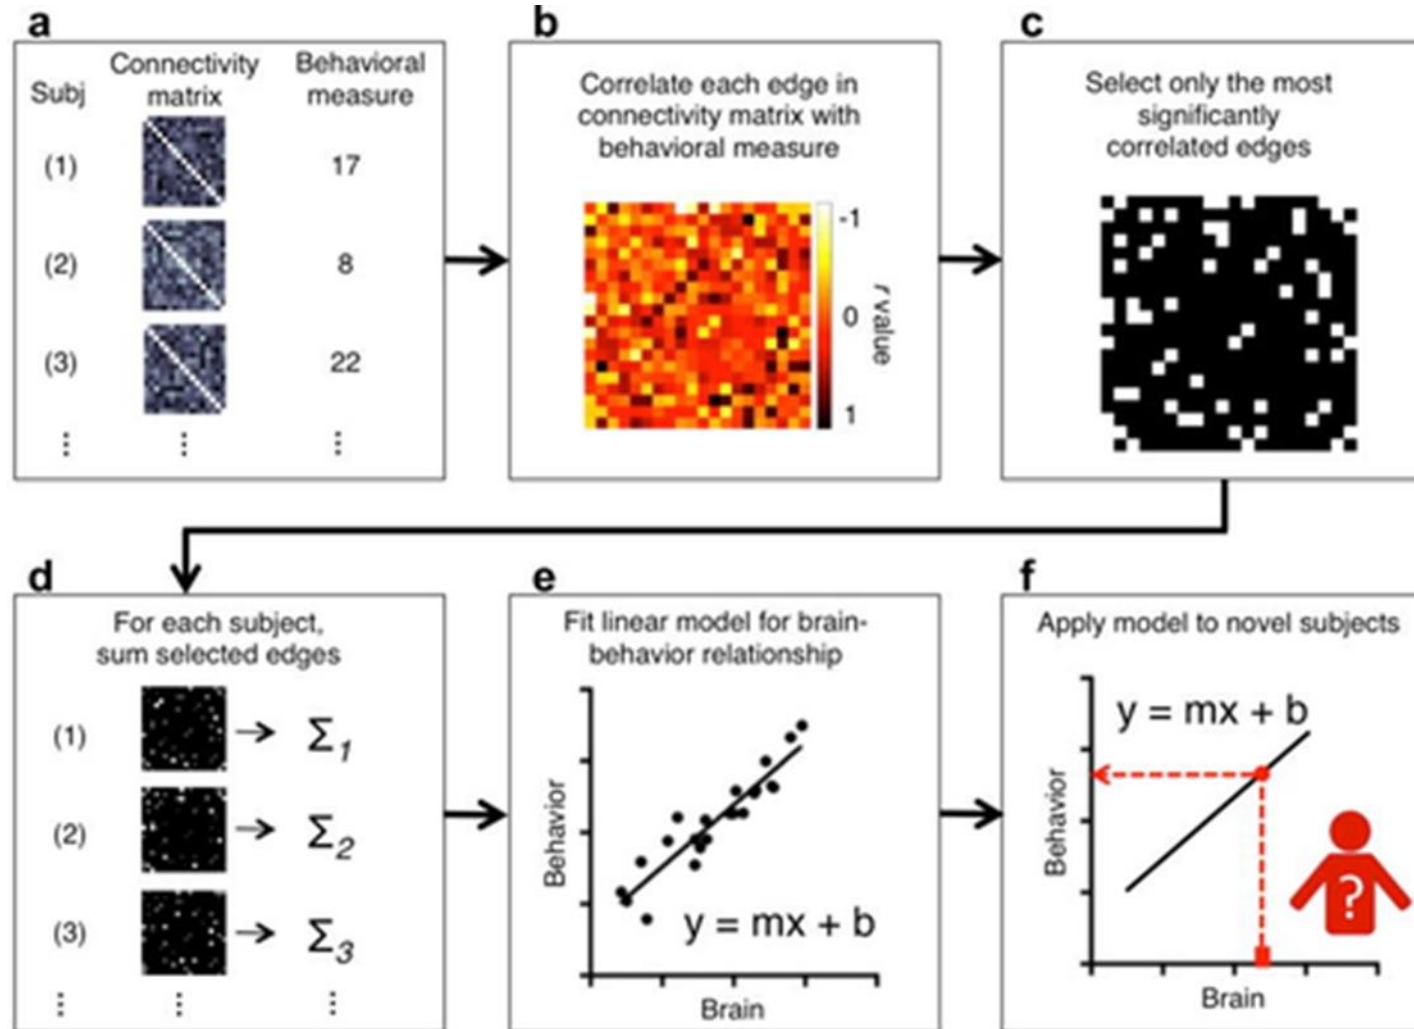 a
Subj
Connectivity
matrix
Behavioral
measure
(1)
17
(2)
8
(3)
22
⋮ ⋮ ⋮
b
Correlate each edge in
connectivity matrix with
behavioral measure
-1
0
1
r value
c
Select only the most
significantly
correlated edges
d
For each subject,
sum selected edges
(1)
Σ1
(2)
Σ2
(3)
Σ3
⋮ ⋮ ⋮
e
Fit linear model for brain-
behavior relationship
Behavior
y = mx + b
Brain
f
Apply model to novel subjects
y = mx + b
Behavior
?
Brain